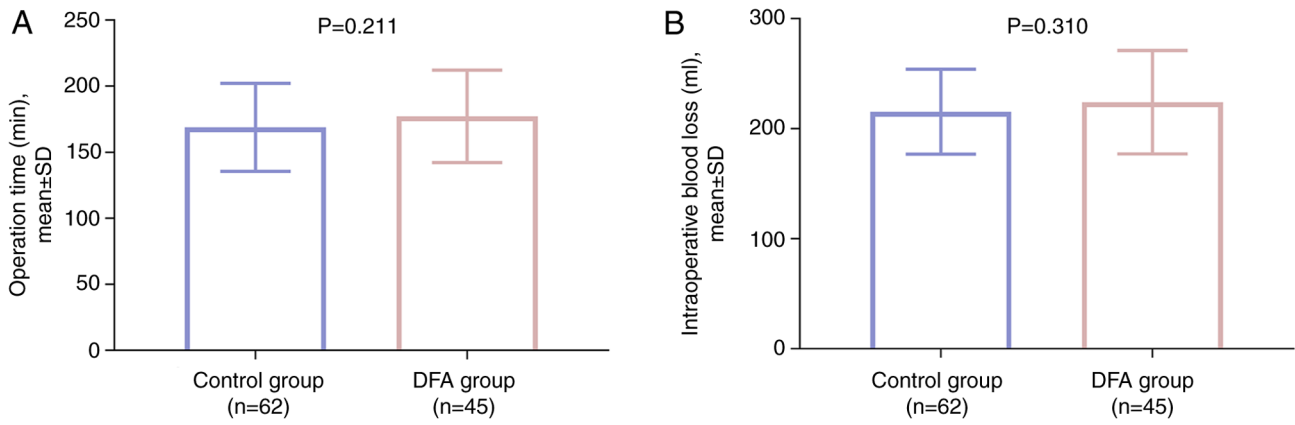 A
P=0.211
Operation time (min),
mean±SD
250
200
150
100
50
0
Control group
(n=62)
DFA group
(n=45)
B
P=0.310
Intraoperative blood loss (ml),
mean±SD
300
200
100
0
Control group
(n=62)
DFA group
(n=45)